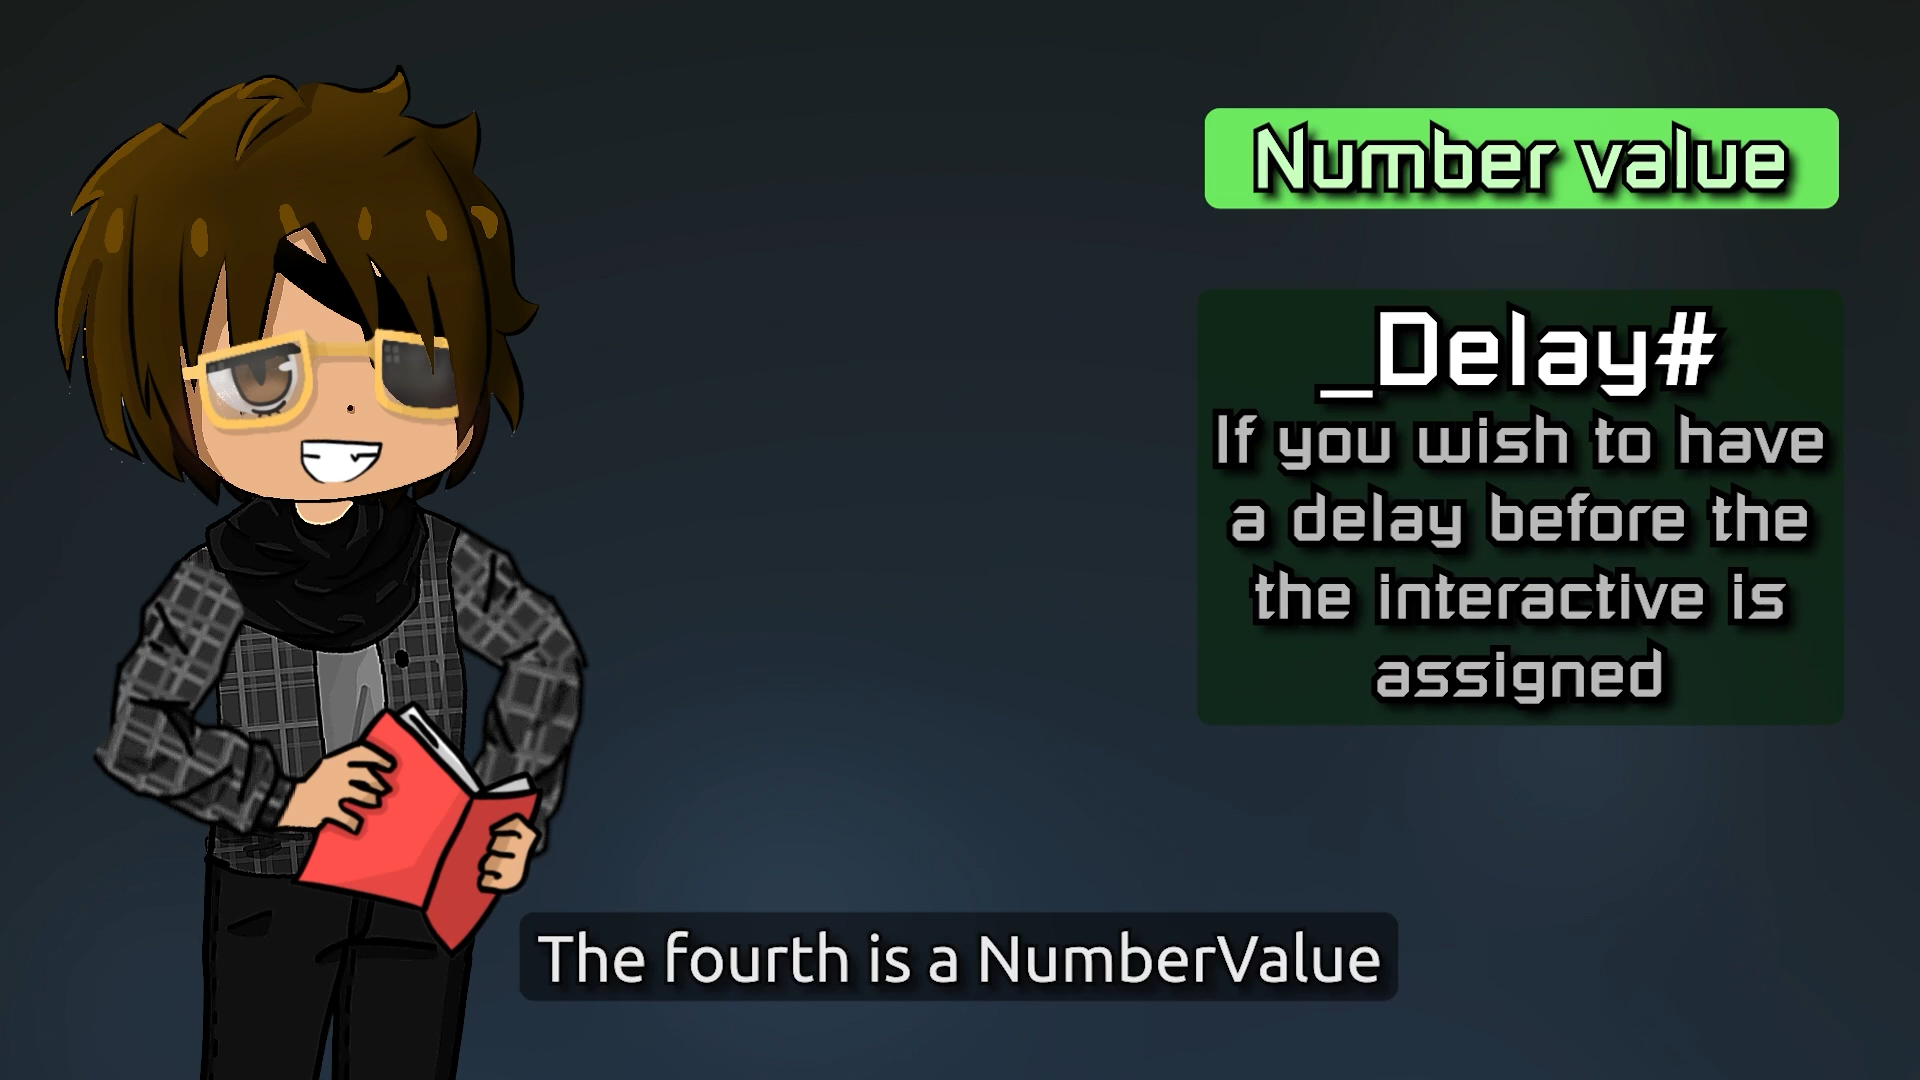 Number value
_Delay#
If you wish to have
a delay before the
the interactive is
assigned
The fourth is a NumberValue